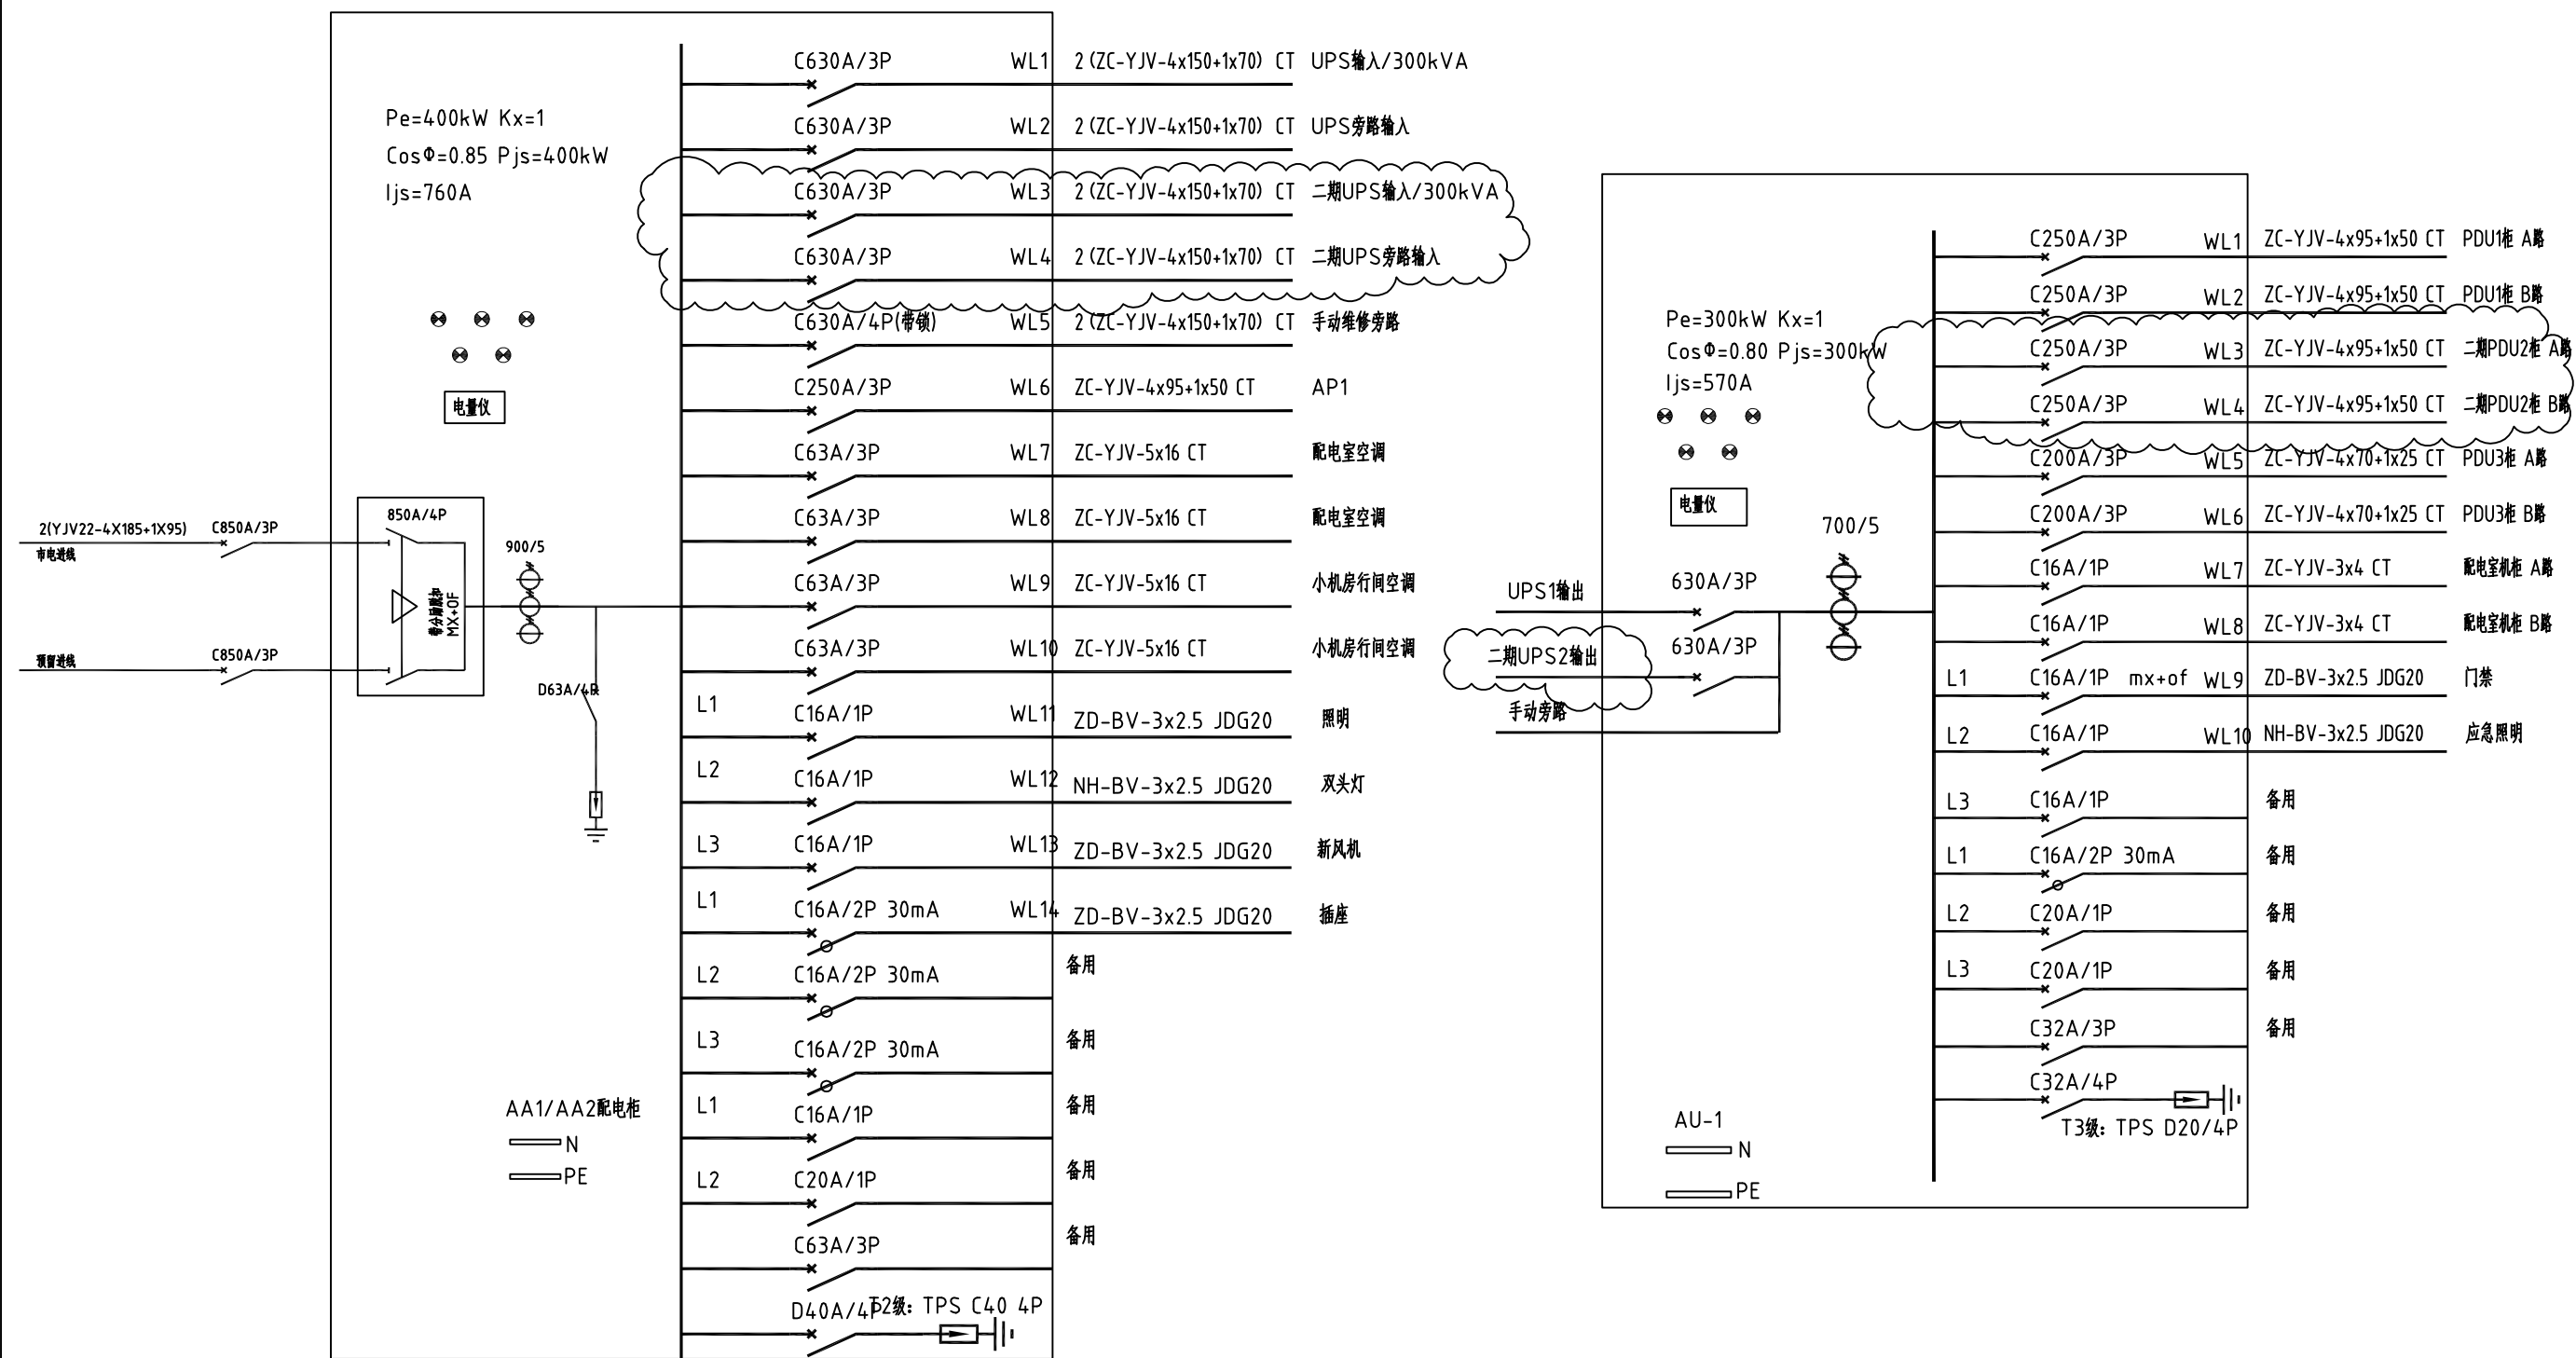 Pe=400kW Kx=1
CosΦ=0.85 Pjs=400kW
Ijs=760A
电量仪
2(YJV22-4X185+1X95)
市电进线
C850A/3P
预留进线
C850A/3P
850A/4P
带分励脱扣
MX+OF
900/5
D63A/4P
AA1/AA2配电柜
N
PE
C630A/3P WL1 2(ZC-YJV-4x150+1x70) CT UPS输入/300kVA
C630A/3P WL2 2(ZC-YJV-4x150+1x70) CT UPS旁路输入
C630A/3P WL3 2(ZC-YJV-4x150+1x70) CT 二期UPS输入/300kVA
C630A/3P WL4 2(ZC-YJV-4x150+1x70) CT 二期UPS旁路输入
C630A/4P(带锁) WL5 2(ZC-YJV-4x150+1x70) CT 手动维修旁路
C250A/3P WL6 ZC-YJV-4x95+1x50 CT AP1
C63A/3P WL7 ZC-YJV-5x16 CT 配电室空调
C63A/3P WL8 ZC-YJV-5x16 CT 配电室空调
C63A/3P WL9 ZC-YJV-5x16 CT 小机房行间空调
C63A/3P WL10 ZC-YJV-5x16 CT 小机房行间空调
L1 C16A/1P WL11 ZD-BV-3x2.5 JDG20 照明
L2 C16A/1P WL12 NH-BV-3x2.5 JDG20 双头灯
L3 C16A/1P WL13 ZD-BV-3x2.5 JDG20 新风机
L1 C16A/2P 30mA WL14 ZD-BV-3x2.5 JDG20 插座
L2 C16A/2P 30mA 备用
L3 C16A/2P 30mA 备用
L1 C16A/1P 备用
L2 C20A/1P 备用
C63A/3P 备用
D40A/4P T2级: TPS C40 4P
Pe=300kW Kx=1
CosΦ=0.80 Pjs=300kW
Ijs=570A
电量仪
700/5
UPS1输出 630A/3P
二期UPS2输出 630A/3P
手动旁路
AU-1
N
PE
C250A/3P WL1 ZC-YJV-4x95+1x50 CT PDU1柜 A路
C250A/3P WL2 ZC-YJV-4x95+1x50 CT PDU1柜 B路
C250A/3P WL3 ZC-YJV-4x95+1x50 CT 二期PDU2柜 A路
C250A/3P WL4 ZC-YJV-4x95+1x50 CT 二期PDU2柜 B路
C200A/3P WL5 ZC-YJV-4x70+1x25 CT PDU3柜 A路
C200A/3P WL6 ZC-YJV-4x70+1x25 CT PDU3柜 B路
C16A/1P WL7 ZC-YJV-3x4 CT 配电室机柜 A路
C16A/1P WL8 ZC-YJV-3x4 CT 配电室机柜 B路
L1 C16A/1P mx+of WL9 ZD-BV-3x2.5 JDG20 门禁
L2 C16A/1P WL10 NH-BV-3x2.5 JDG20 应急照明
L3 C16A/1P 备用
L1 C16A/2P 30mA 备用
L2 C20A/1P 备用
L3 C20A/1P 备用
C32A/3P 备用
C32A/4P
T3级: TPS D20/4P